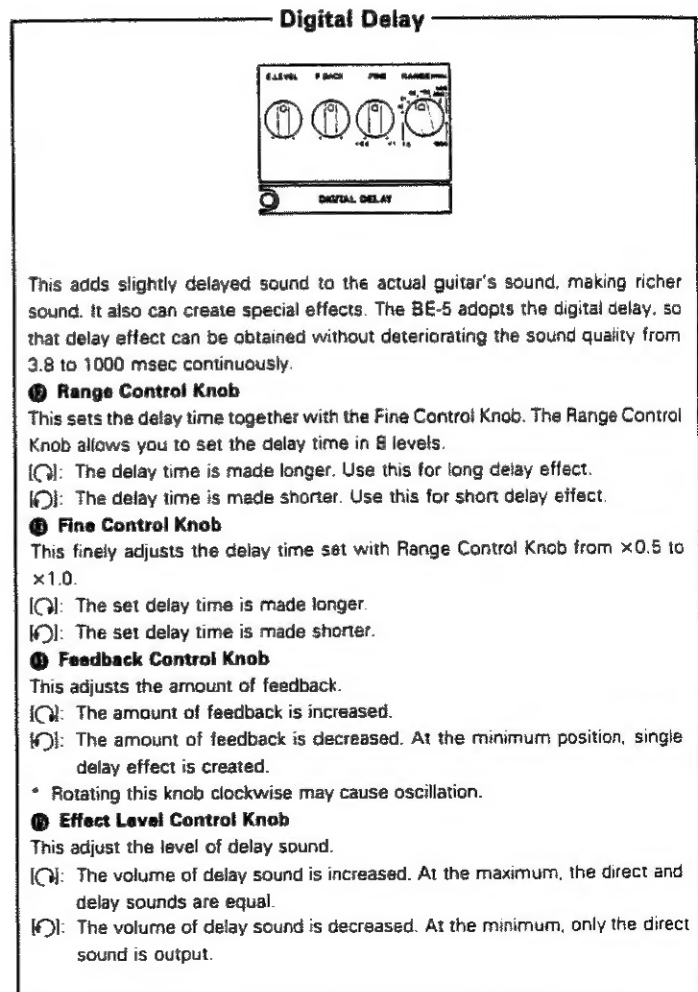 Digital Delay
E.LEVEL F.BACK FINE RANGE
DIGITAL DELAY
This adds slightly delayed sound to the actual guitar's sound, making richer
sound. It also can create special effects. The BE-5 adopts the digital delay, so
that delay effect can be obtained without deteriorating the sound quality from
3.8 to 1000 msec continuously.
Range Control Knob
This sets the delay time together with the Fine Control Knob. The Range Control
Knob allows you to set the delay time in 8 levels.
[↻]: The delay time is made longer. Use this for long delay effect.
[↺]: The delay time is made shorter. Use this for short delay effect.
Fine Control Knob
This finely adjusts the delay time set with Range Control Knob from ×0.5 to
×1.0.
[↻]: The set delay time is made longer.
[↺]: The set delay time is made shorter.
Feedback Control Knob
This adjusts the amount of feedback.
[↻]: The amount of feedback is increased.
[↺]: The amount of feedback is decreased. At the minimum position, single
delay effect is created.
* Rotating this knob clockwise may cause oscillation.
Effect Level Control Knob
This adjust the level of delay sound.
[↻]: The volume of delay sound is increased. At the maximum, the direct and
delay sounds are equal.
[↺]: The volume of delay sound is decreased. At the minimum, only the direct
sound is output.